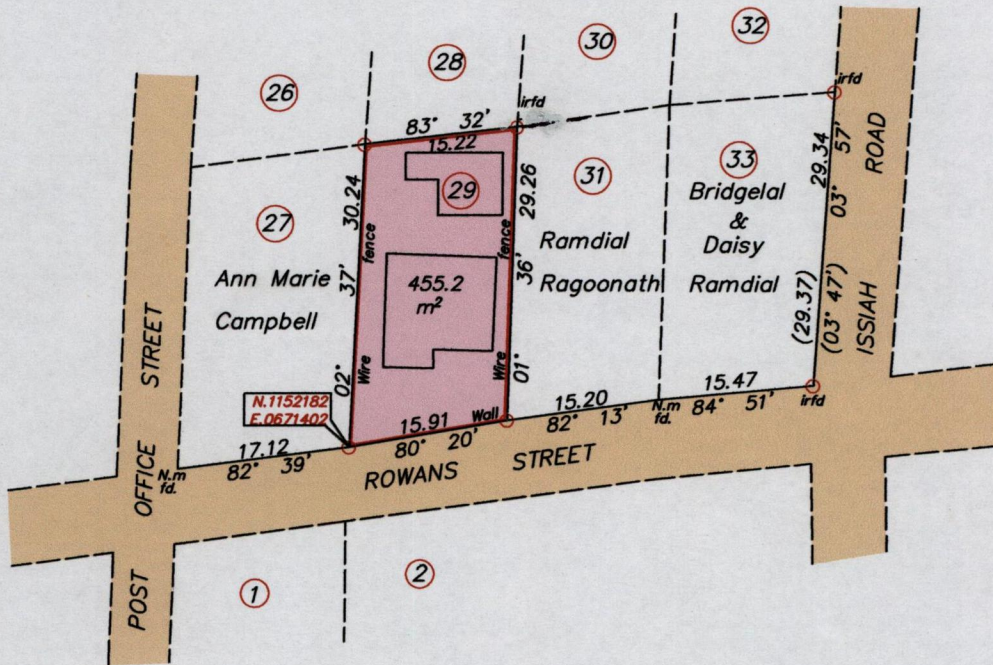 26
28
30
32
irfd
irfd
83° 32'
15.22
29
30.24
02° 37'
Wire fence
29.26
01° 36'
Wire fence
31
Ramdial
Ragoonath
33
Bridgelal
&
Daisy
Ramdial
29.34
03° 57'
(29.37)
(03° 47')
ISSIAH ROAD
27
Ann Marie
Campbell
455.2
m²
N.1152182
E.0671402
17.12
82° 39'
15.91
80° 20'
Wall
15.20
82° 13'
N.m
fd.
15.47
84° 51'
irfd
N.m
fd.
ROWANS STREET
POST OFFICE STREET
1
2